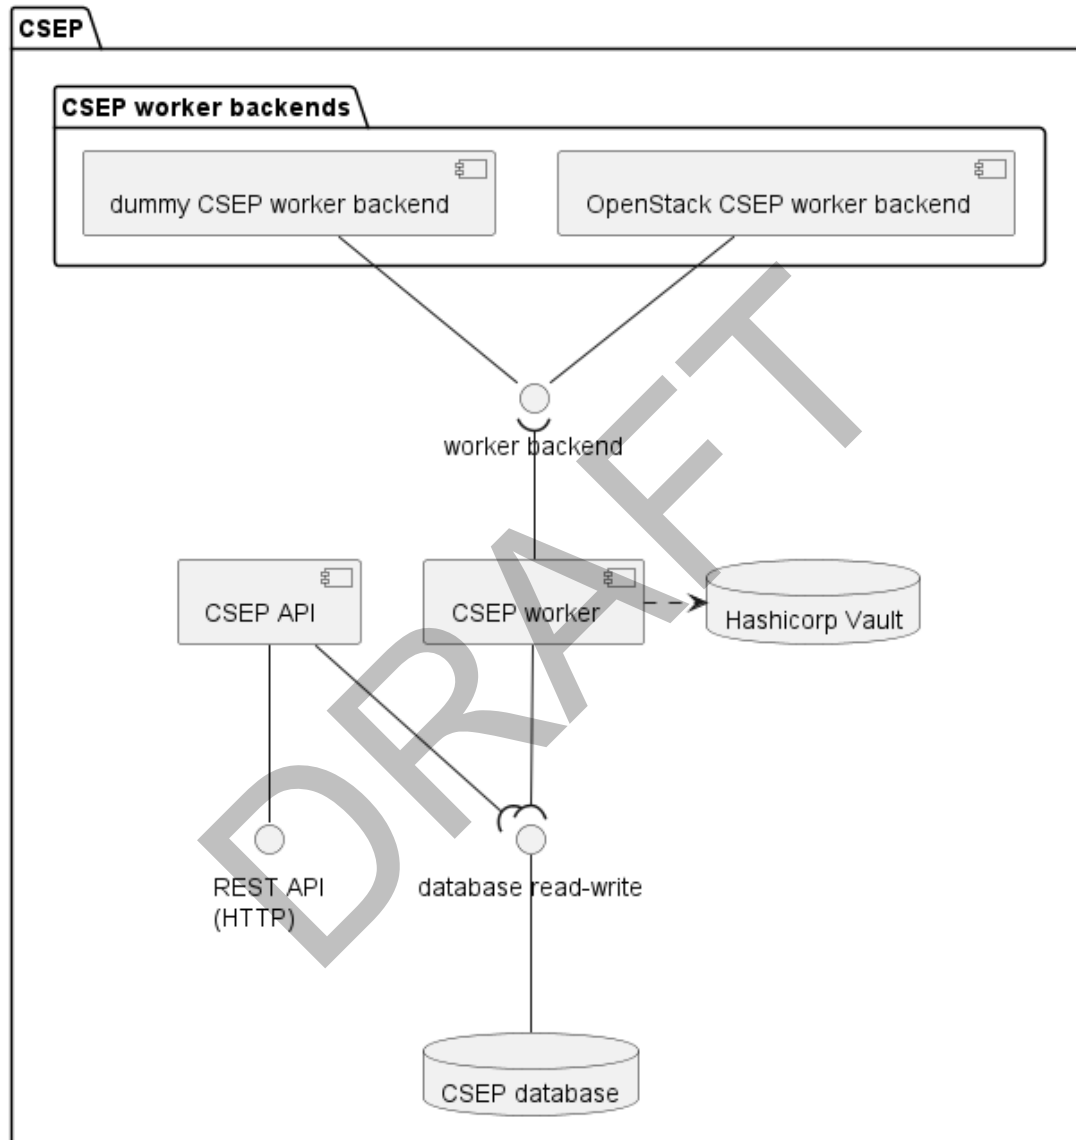 CSEP
CSEP worker backends
dummy CSEP worker backend
OpenStack CSEP worker backend
worker backend
CSEP API
CSEP worker
Hashicorp Vault
REST API
(HTTP)
database read-write
CSEP database
DRAFT